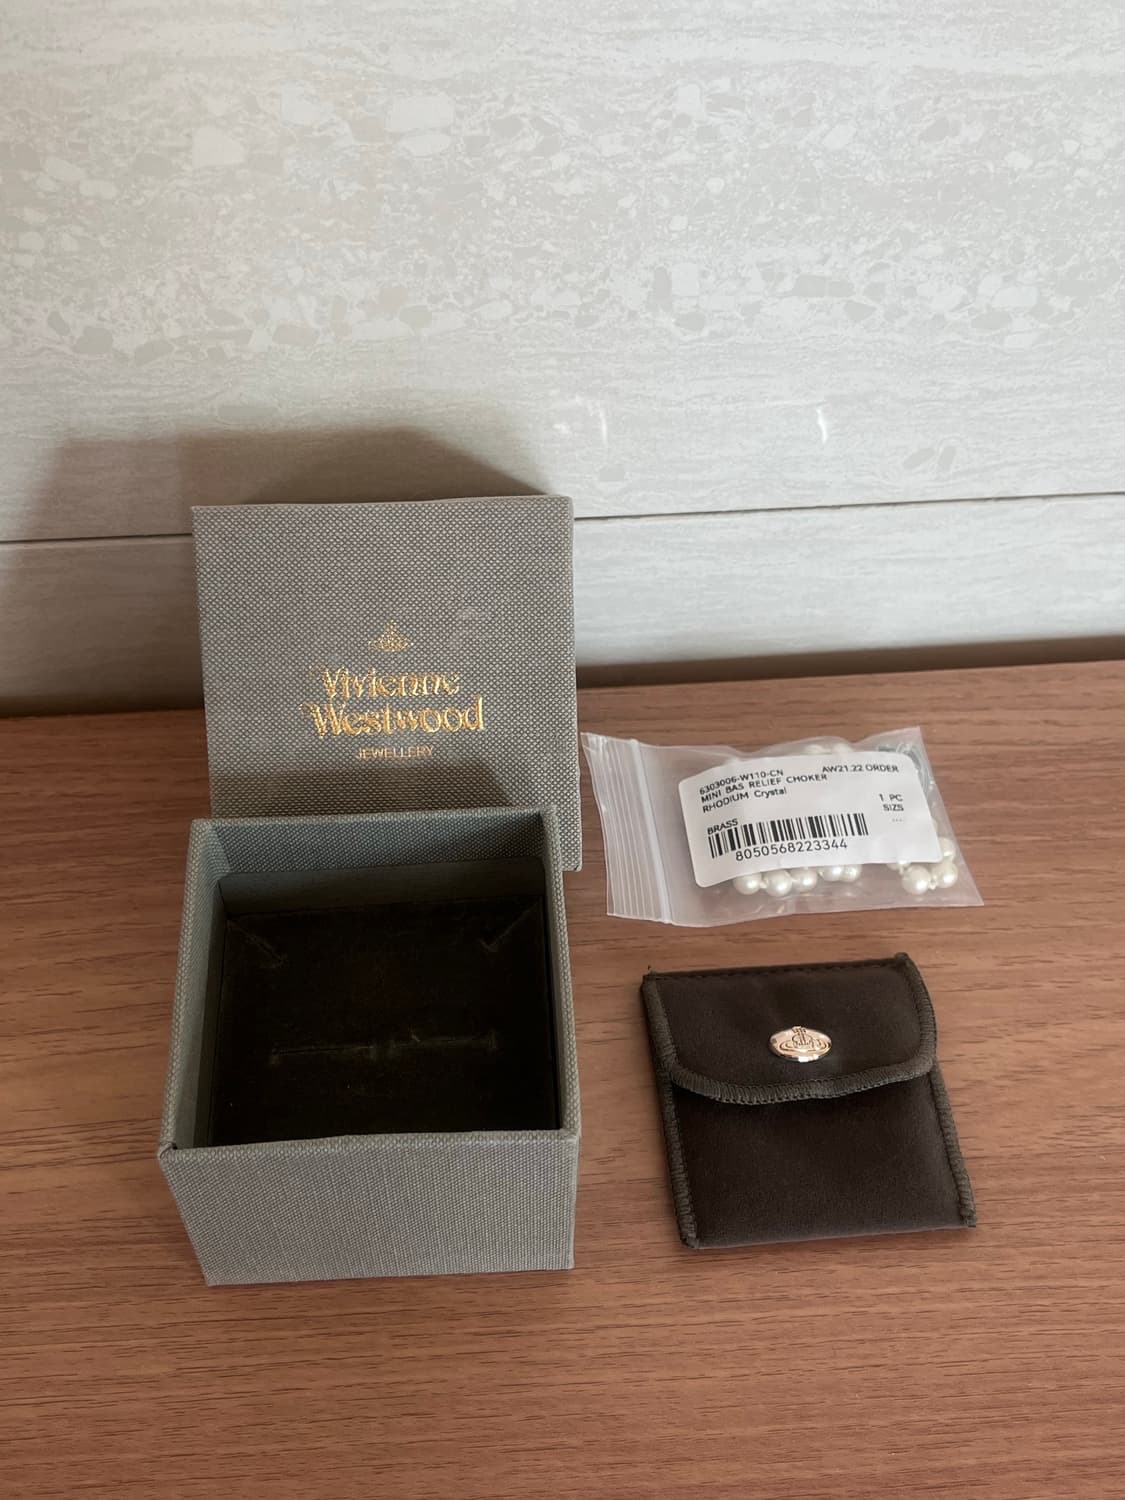 Vivienne
Westwood
JEWELLERY
6303006-W110-CN AW21.22 ORDER
MINI BAS RELIEF CHOKER
RHODIUM Crystal
1 PC
SIZS
...
BRASS
8050568223344